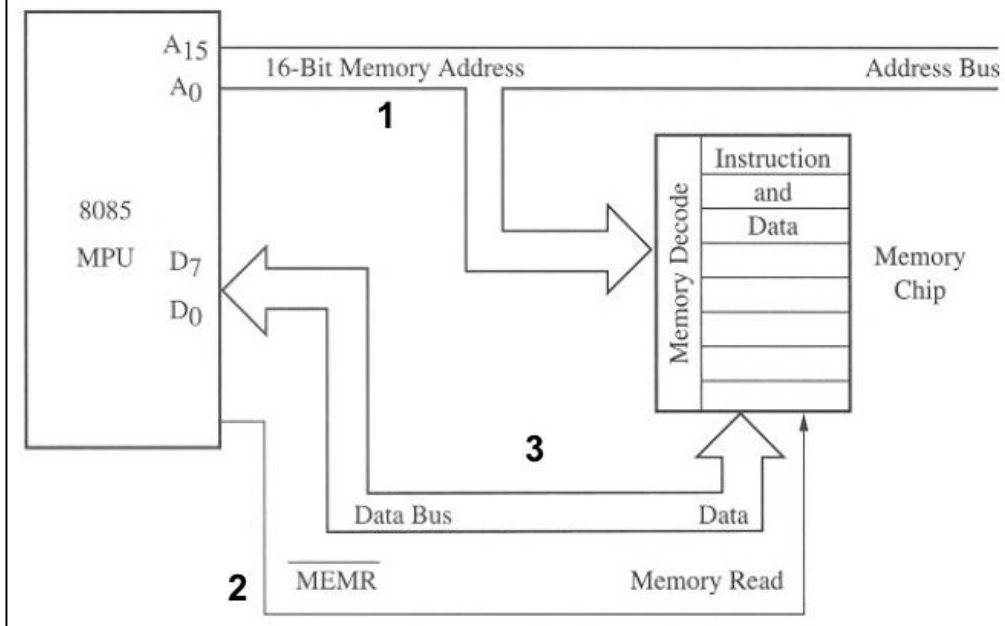 A15
16-Bit Memory Address
Address Bus
A0
1
Instruction
and
Data
8085
MPU
D7
D0
Memory Decode
Memory
Chip
3
Data Bus
Data
2
MEMR
Memory Read